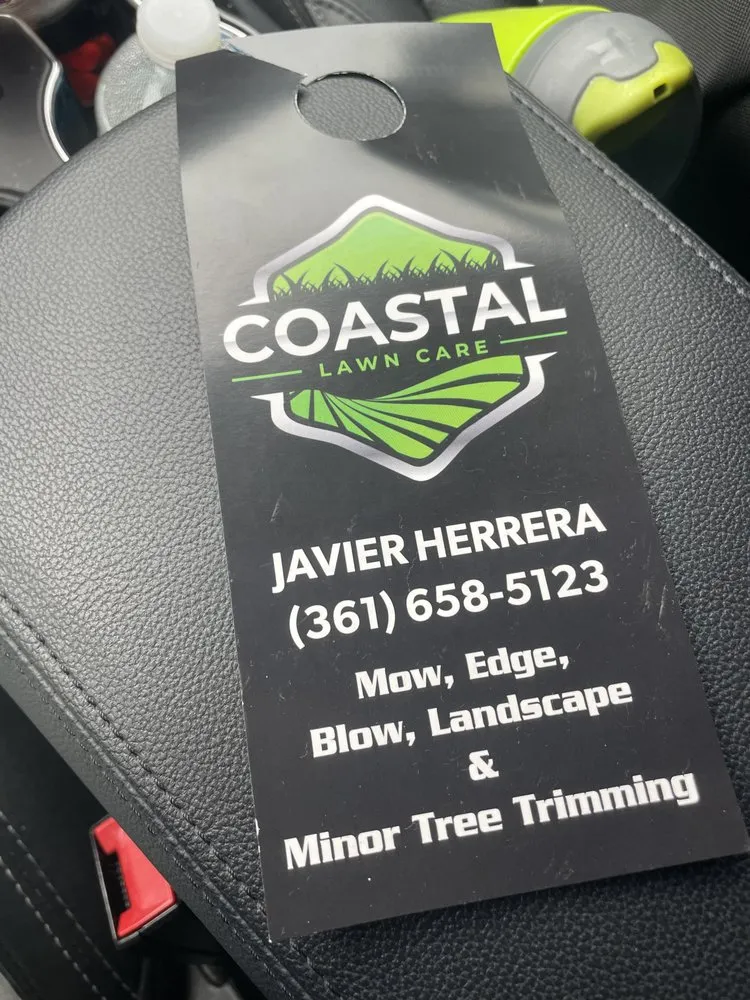 COASTAL
LAWN CARE
JAVIER HERRERA
(361) 658-5123
Mow, Edge,
Blow, Landscape
&
Minor Tree Trimming